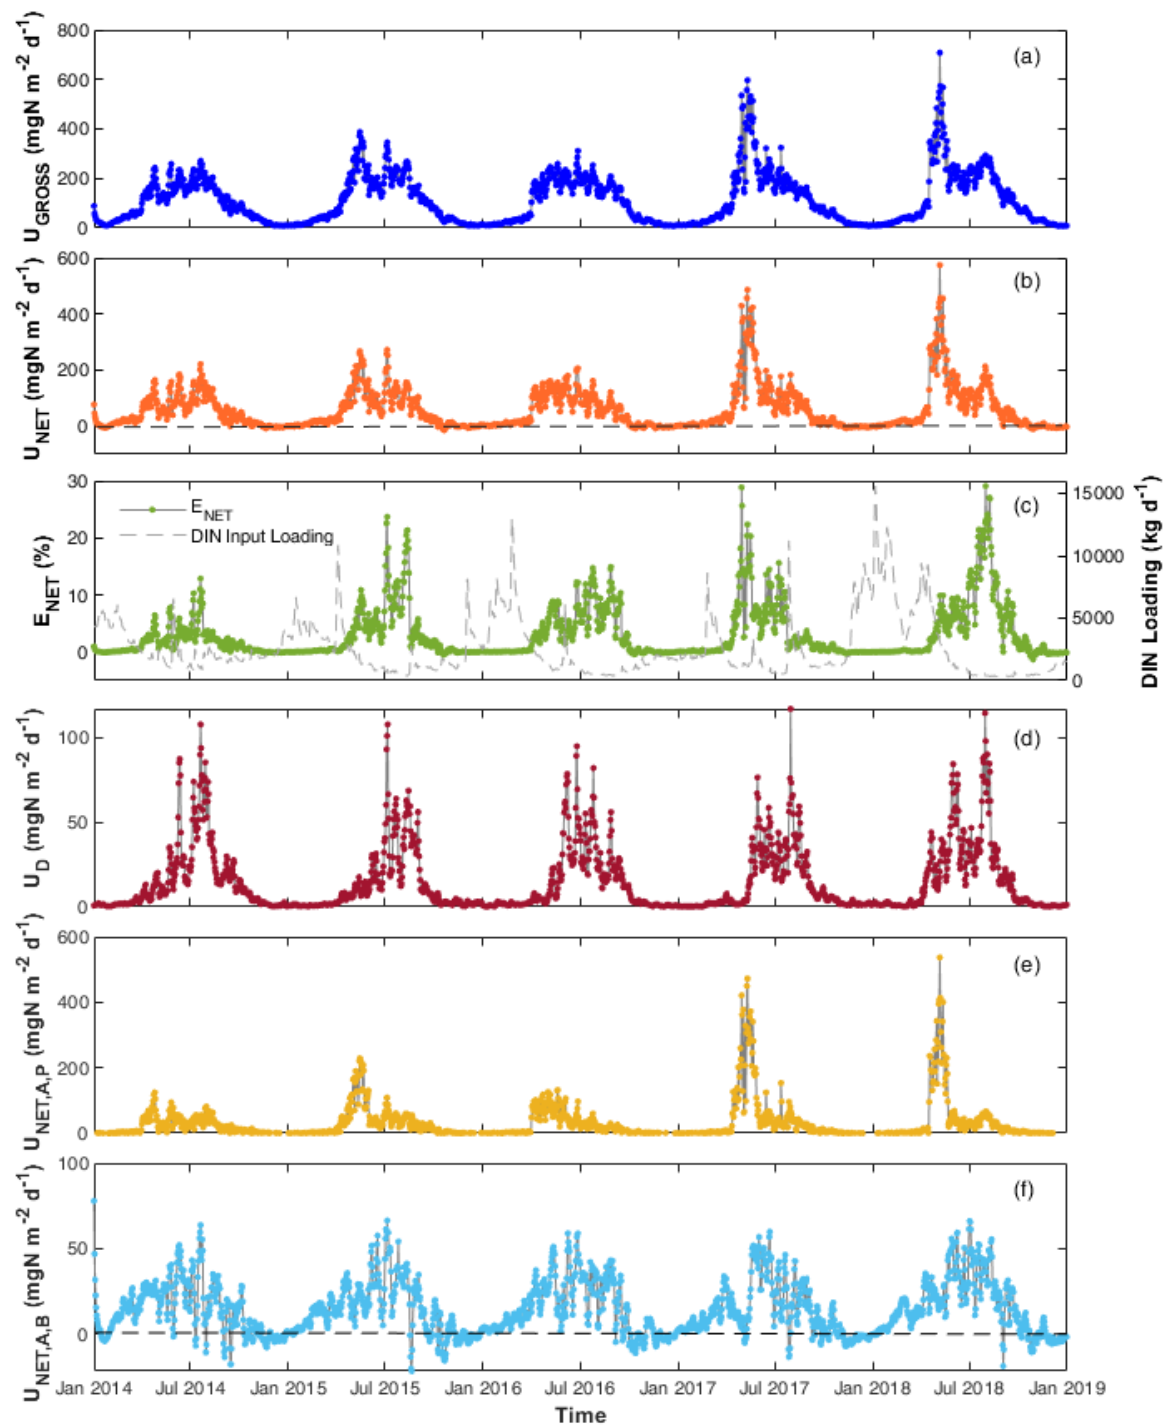 800
600
400
200
0
U_GROSS (mgN m^-2 d^-1)
(a)
600
400
200
0
U_NET (mgN m^-2 d^-1)
(b)
30
20
10
0
E_NET (%)
E_NET
DIN Input Loading
(c)
15000
10000
5000
0
DIN Loading (kg d^-1)
100
50
0
U_D (mgN m^-2 d^-1)
(d)
600
400
200
0
U_NET,A,P (mgN m^-2 d^-1)
(e)
100
50
0
U_NET,A,B (mgN m^-2 d^-1)
(f)
Jan 2014 Jul 2014 Jan 2015 Jul 2015 Jan 2016 Jul 2016 Jan 2017 Jul 2017 Jan 2018 Jul 2018 Jan 2019
Time